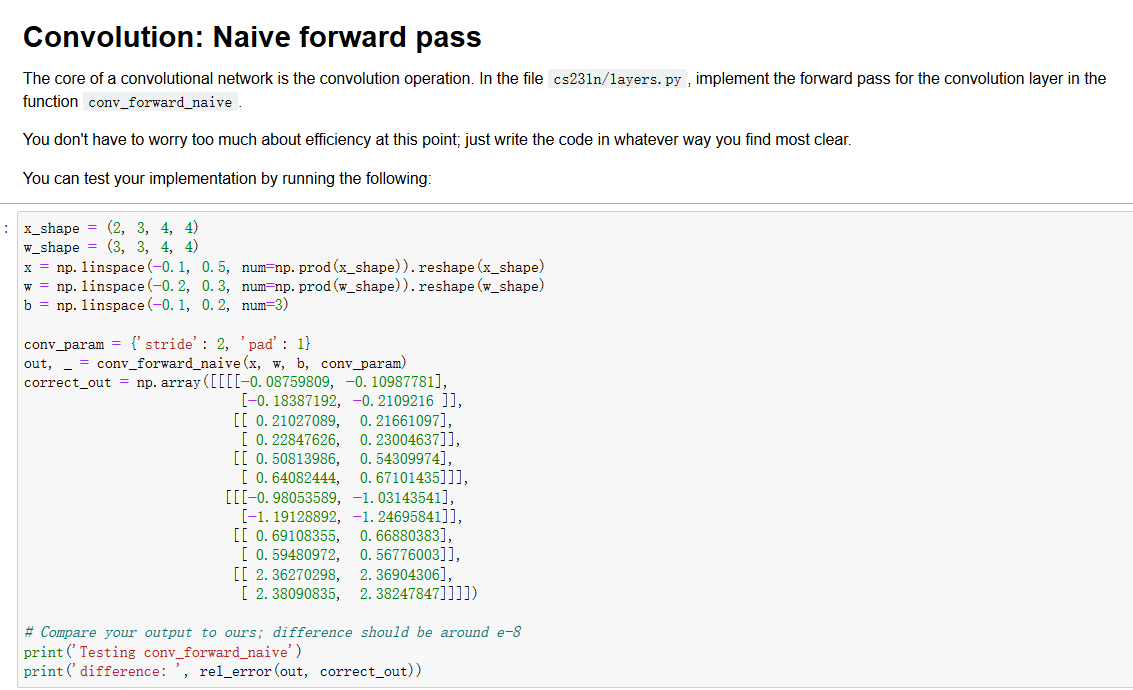 Convolution: Naive forward pass
The core of a convolutional network is the convolution operation. In the file cs231n/layers.py , implement the forward pass for the convolution layer in the
function conv_forward_naive .
You don't have to worry too much about efficiency at this point; just write the code in whatever way you find most clear.
You can test your implementation by running the following:
: x_shape = (2, 3, 4, 4)
w_shape = (3, 3, 4, 4)
x = np.linspace(-0.1, 0.5, num=np.prod(x_shape)).reshape(x_shape)
w = np.linspace(-0.2, 0.3, num=np.prod(w_shape)).reshape(w_shape)
b = np.linspace(-0.1, 0.2, num=3)
conv_param = {'stride': 2, 'pad': 1}
out, _ = conv_forward_naive(x, w, b, conv_param)
correct_out = np.array([[[[-0.08759809, -0.10987781],
[-0.18387192, -0.2109216 ]],
[[ 0.21027089, 0.21661097],
[ 0.22847626, 0.23004637]],
[[ 0.50813986, 0.54309974],
[ 0.64082444, 0.67101435]]],
[[[-0.98053589, -1.03143541],
[-1.19128892, -1.24695841]],
[[ 0.69108355, 0.66880383],
[ 0.59480972, 0.56776003]],
[[ 2.36270298, 2.36904306],
[ 2.38090835, 2.38247847]]]])
# Compare your output to ours; difference should be around e-8
print('Testing conv_forward_naive')
print('difference: ', rel_error(out, correct_out))